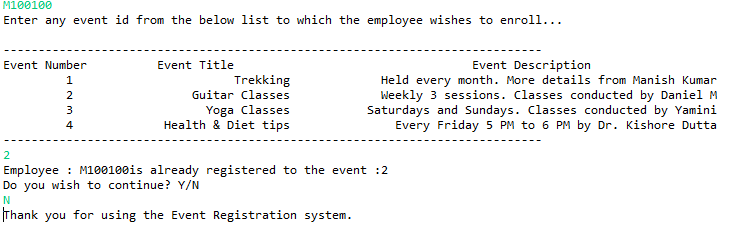 M100100
Enter any event id from the below list to which the employee wishes to enroll...
-----------------------------------------------------------------------------
Event Number Event Title Event Description
1 Trekking Held every month. More details from Manish Kumar
2 Guitar Classes Weekly 3 sessions. Classes conducted by Daniel M
3 Yoga Classes Saturdays and Sundays. Classes conducted by Yamini
4 Health & Diet tips Every Friday 5 PM to 6 PM by Dr. Kishore Dutta
-----------------------------------------------------------------------------
2
Employee : M100100is already registered to the event :2
Do you wish to continue? Y/N
N
Thank you for using the Event Registration system.